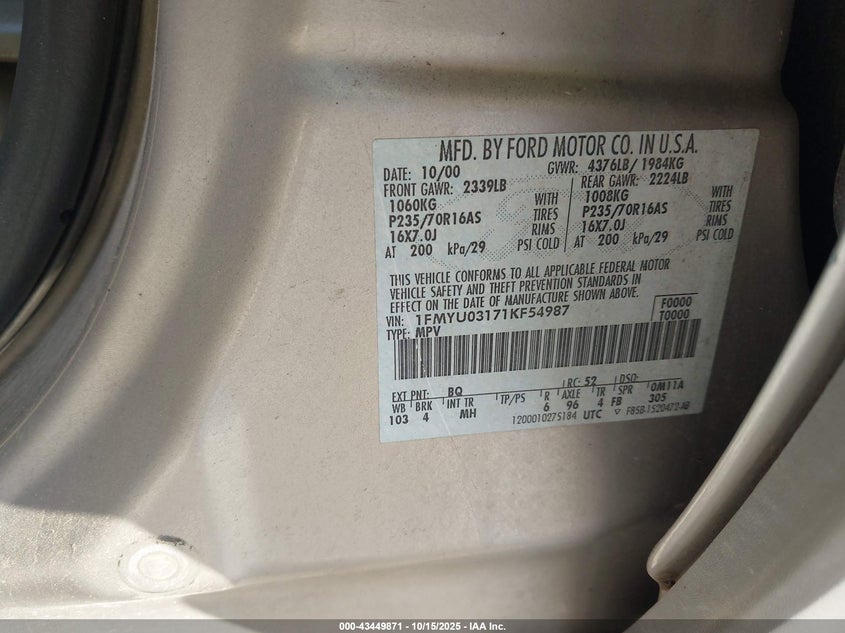 MFD. BY FORD MOTOR CO. IN U.S.A.
DATE: 10/00 GVWR: 4376LB/ 1984KG
FRONT GAWR: 2339LB REAR GAWR: 2224LB
1060KG WITH 1008KG WITH
P235/70R16AS TIRES P235/70R16AS TIRES
16X7.0J RIMS 16X7.0J RIMS
AT 200 kPa/29 PSI COLD AT 200 kPa/29 PSI COLD
THIS VEHICLE CONFORMS TO ALL APPLICABLE FEDERAL MOTOR
VEHICLE SAFETY AND THEFT PREVENTION STANDARDS IN
EFFECT ON THE DATE OF MANUFACTURE SHOWN ABOVE.
VIN: 1FMYU03171KF54987 F0000
TYPE: MPV T0000
EXT PNT: BQ RC: 52 DSO:
WB BRK INT TR TP/PS R AXLE TR SPR 0M11A
103 4 MH 6 96 4 FB 305
120001027S184 UTC ▽ F85B-1520472-AB
000-43449871 - 10/15/2025 - IAA Inc.